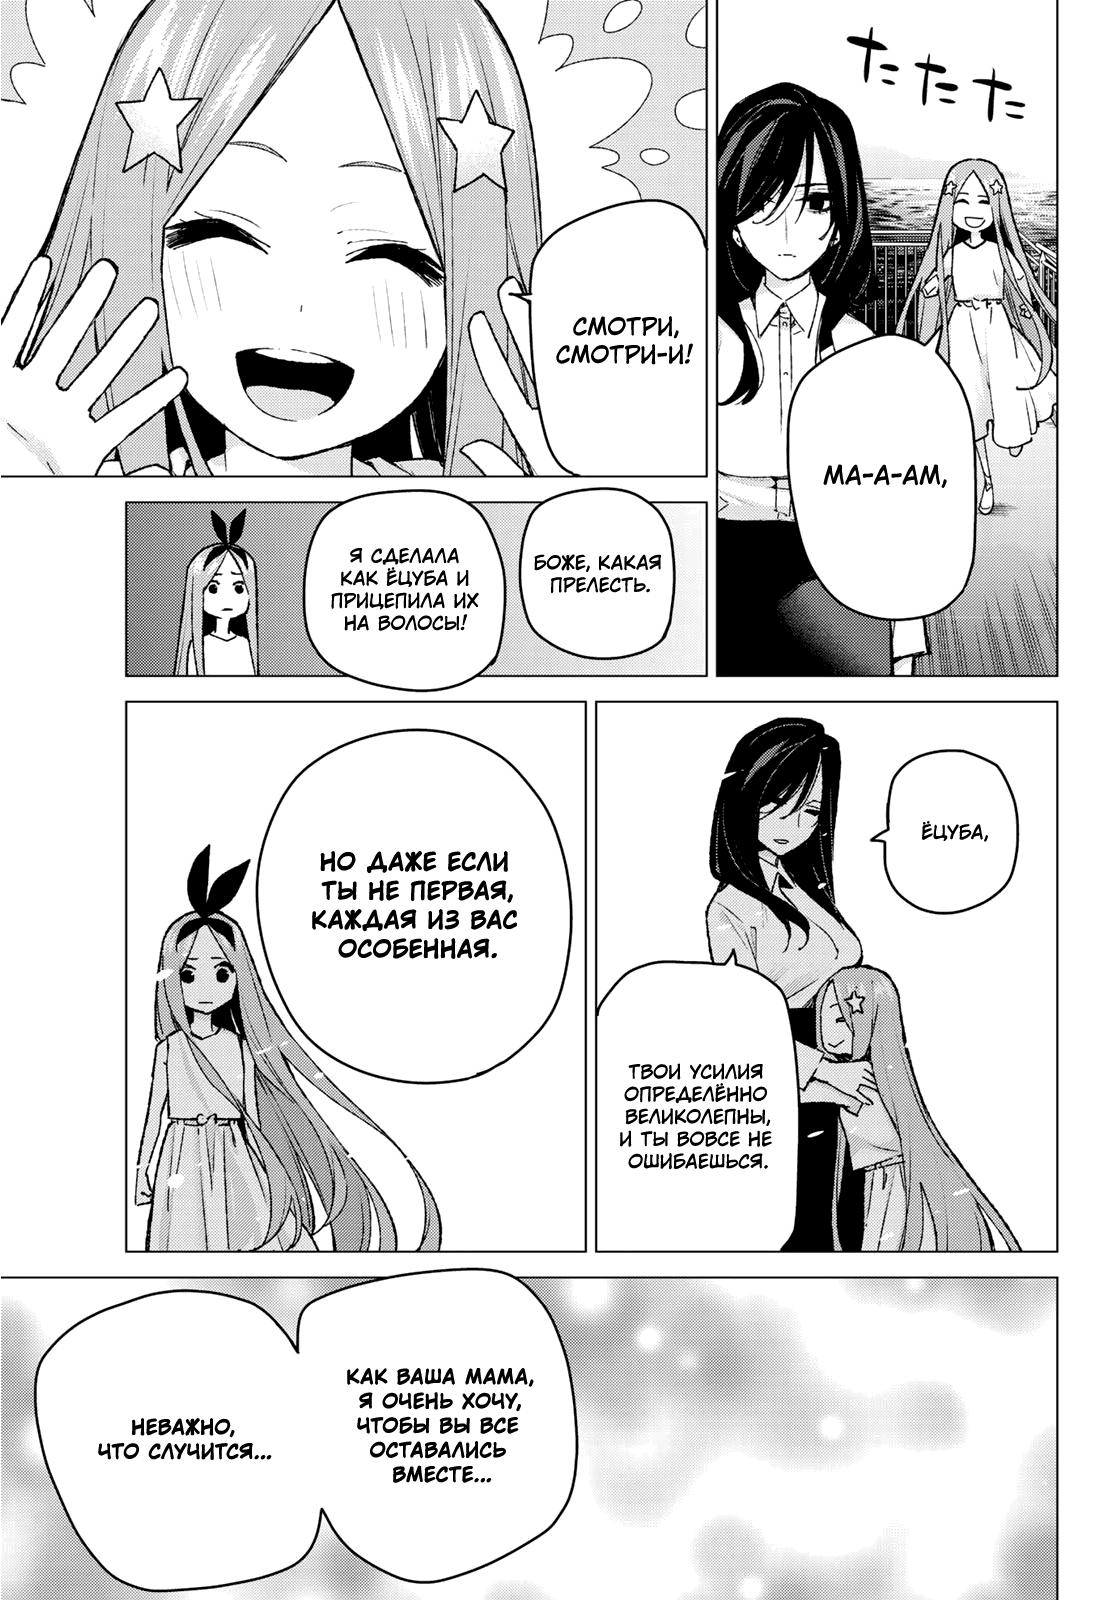 たたた
МА-А-АМ,
СМОТРИ,
СМОТРИ-И!
БОЖЕ, КАКАЯ
ПРЕЛЕСТЬ.
Я СДЕЛАЛА
КАК ЁЦУБА И
ПРИЦЕПИЛА ИХ
НА ВОЛОСЫ!
ЁЦУБА,
ТВОИ УСИЛИЯ
ОПРЕДЕЛЁННО
ВЕЛИКОЛЕПНЫ,
И ТЫ ВОВСЕ НЕ
ОШИБАЕШЬСЯ.
НО ДАЖЕ ЕСЛИ
ТЫ НЕ ПЕРВАЯ,
КАЖДАЯ ИЗ ВАС
ОСОБЕННАЯ.
КАК ВАША МАМА,
Я ОЧЕНЬ ХОЧУ,
ЧТОБЫ ВЫ ВСЕ
ОСТАВАЛИСЬ
ВМЕСТЕ...
НЕВАЖНО,
ЧТО СЛУЧИТСЯ...